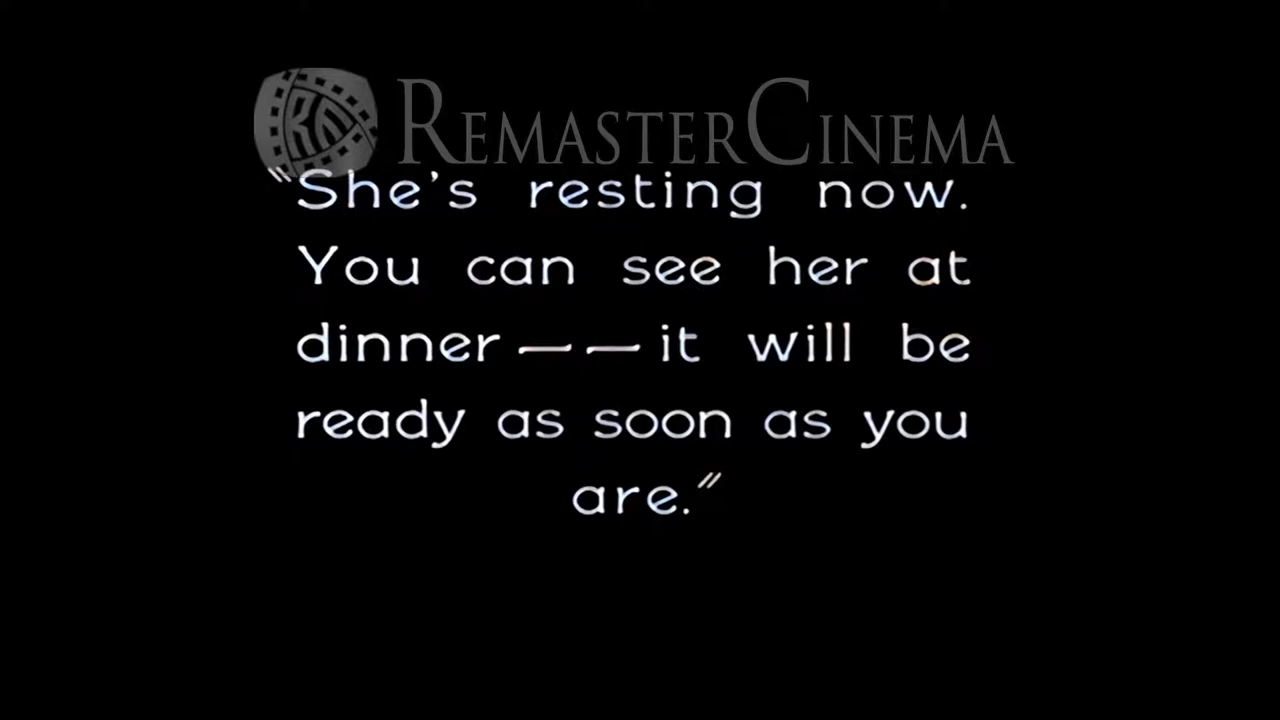 REMASTERCINEMA
"She's resting now.
You can see her at
dinner——it will be
ready as soon as you
are."